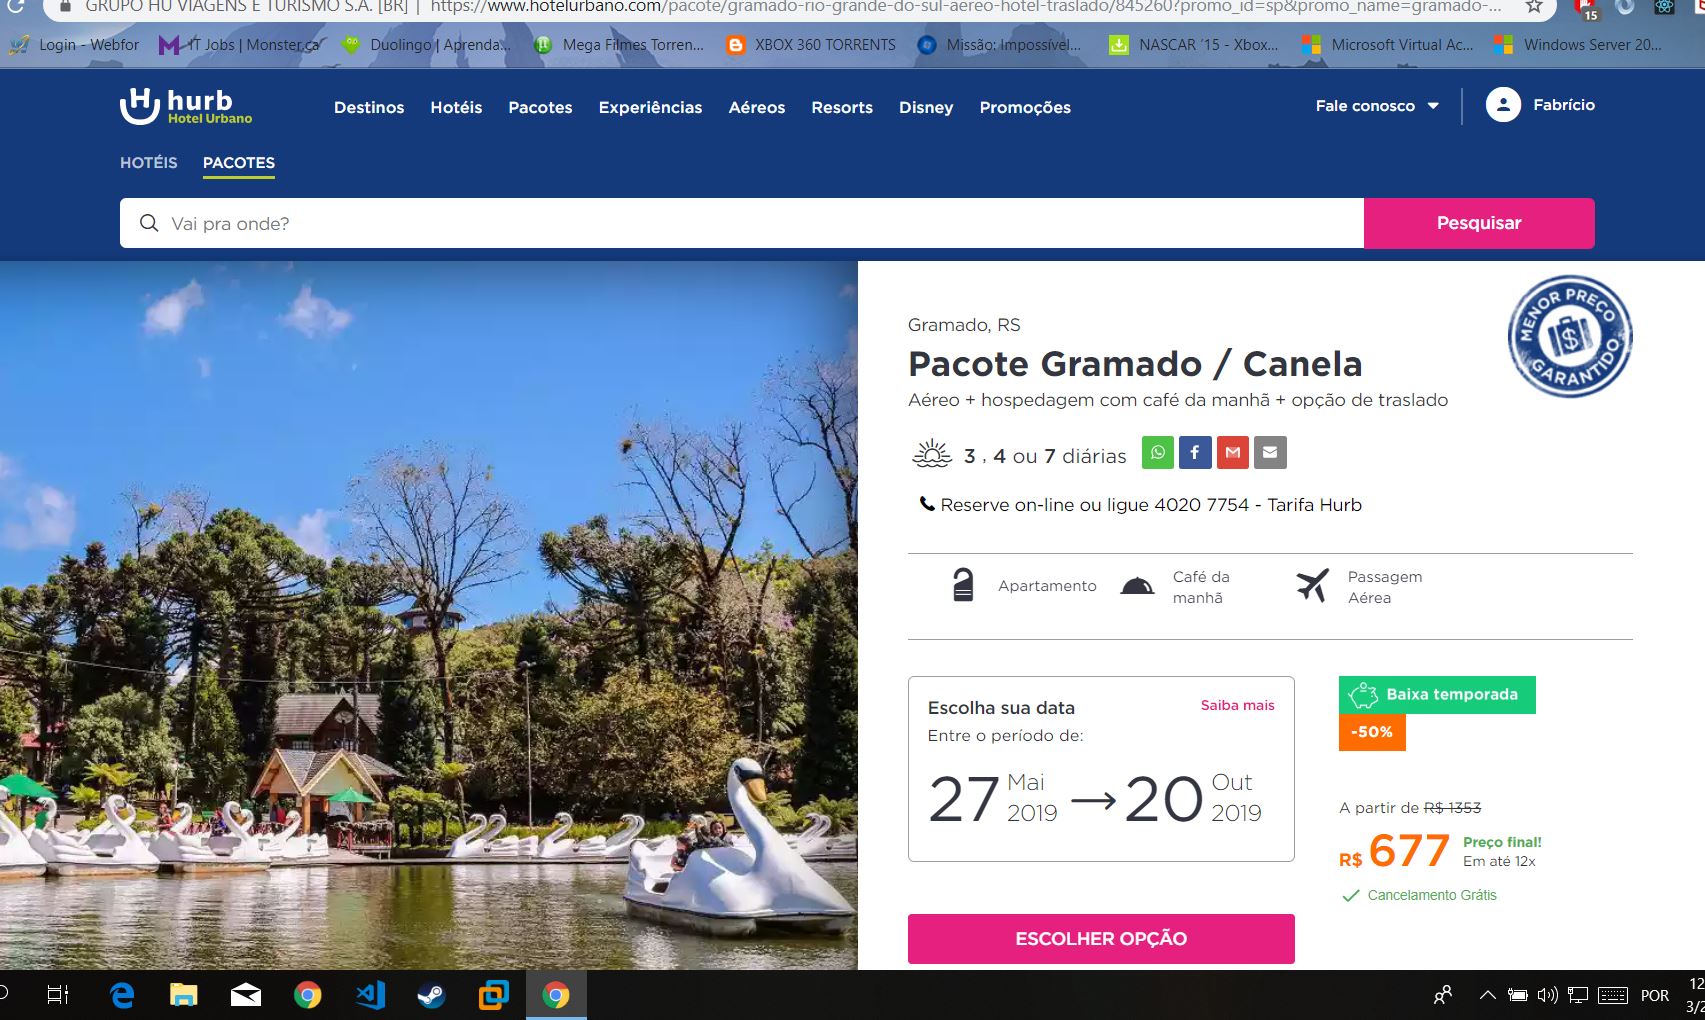 GRUPO HU VIAGENS E TURISMO S.A. [BR] | https://www.hotelurbano.com/pacote/gramado-rio-grande-do-sul-aereo-hotel-traslado/845260?promo_id=sp&promo_name=gramado-...
15
Login - Webfor IT Jobs | Monster.ca Duolingo | Aprenda... Mega Filmes Torren... XBOX 360 TORRENTS Missão: Impossível... NASCAR '15 - Xbox... Microsoft Virtual Ac... Windows Server 20...
hurb
Hotel Urbano
Destinos Hotéis Pacotes Experiências Aéreos Resorts Disney Promoções
Fale conosco Fabrício
HOTÉIS PACOTES
Vai pra onde? Pesquisar
MENOR PREÇO GARANTIDO
Gramado, RS
Pacote Gramado / Canela
Aéreo + hospedagem com café da manhã + opção de traslado
3 , 4 ou 7 diárias
Reserve on-line ou ligue 4020 7754 - Tarifa Hurb
Apartamento
Café da
manhã
Passagem
Aérea
Escolha sua data Saiba mais
Entre o período de:
27 Mai 2019 → 20 Out 2019
Baixa temporada
-50%
A partir de R$ 1353
R$ 677 Preço final!
Em até 12x
Cancelamento Grátis
ESCOLHER OPÇÃO
POR
12
3/2